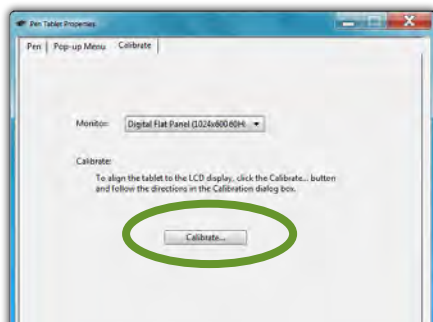 Pen Tablet Properties
Pen Pop-up Menu Calibrate
Monitor: Digital Flat Panel (1024x600 60H
Calibrate:
To align the tablet to the LCD display, click the Calibrate... button
and follow the directions in the Calibration dialog box.
Calibrate...